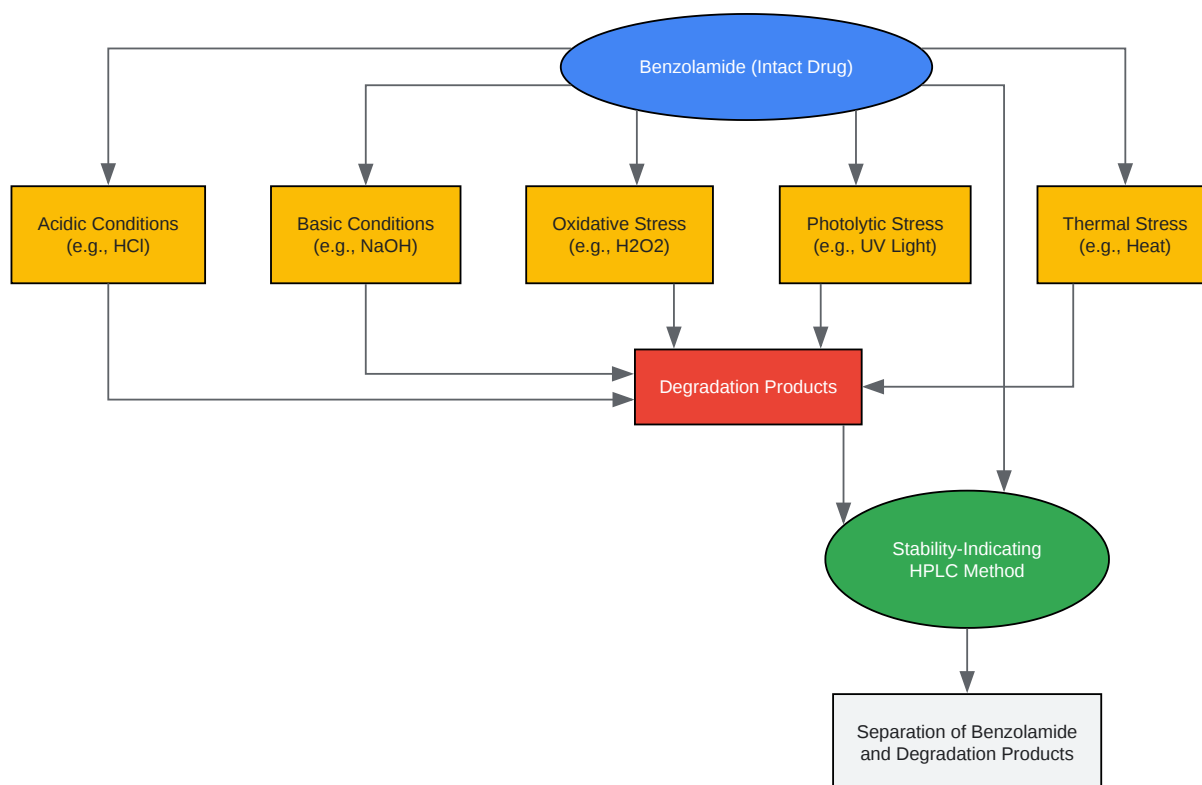 Benzolamide (Intact Drug)
Acidic Conditions
(e.g., HCl)
Basic Conditions
(e.g., NaOH)
Oxidative Stress
(e.g., H2O2)
Photolytic Stress
(e.g., UV Light)
Thermal Stress
(e.g., Heat)
Degradation Products
Stability-Indicating
HPLC Method
Separation of Benzolamide
and Degradation Products